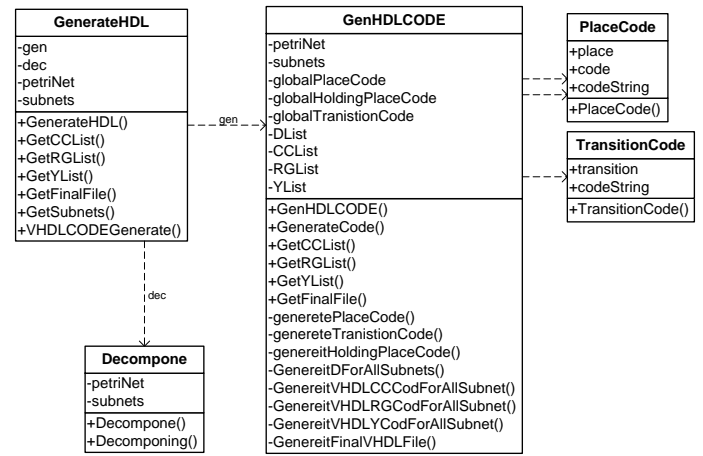 GenerateHDL
-gen
-dec
-petriNet
-subnets
+GenerateHDL()
+GetCCList()
+GetRGList()
+GetYList()
+GetFinalFile()
+GetSubnets()
+VHDLCODEGenerate()
gen
dec
Decompone
-petriNet
-subnets
+Decompone()
+Decomponing()
GenHDLCODE
-petriNet
-subnets
-globalPlaceCode
-globalHoldingPlaceCode
-globalTranistionCode
-DList
-CCList
-RGList
-YList
+GenHDLCODE()
+GenerateCode()
+GetCCList()
+GetRGList()
+GetYList()
+GetFinalFile()
-generetePlaceCode()
-genereteTranistionCode()
-genereitHoldingPlaceCode()
-GenereitDForAllSubnets()
-GenereitVHDLCCCodForAllSubnet()
-GenereitVHDLRGCodForAllSubnet()
-GenereitVHDLYCodForAllSubnet()
-GenereitFinalVHDLFile()
PlaceCode
+place
+code
+codeString
+PlaceCode()
TransitionCode
+transition
+codeString
+TransitionCode()